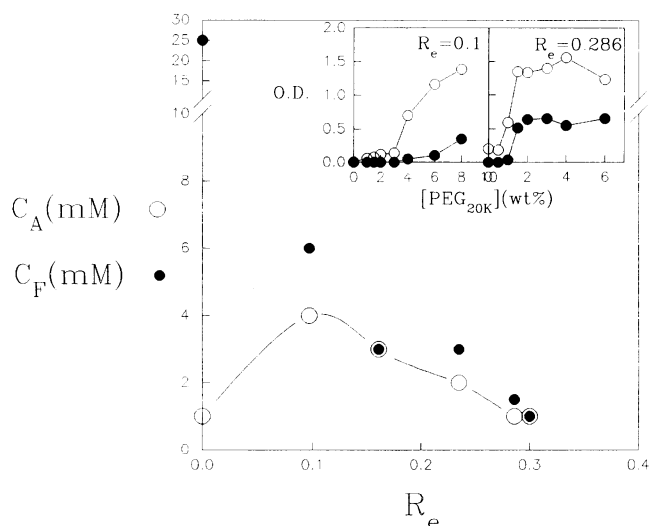 30
25
20
15
10
8
6
4
2
0
C_A(mM) ○
C_F(mM) ●
0.0 0.1 0.2 0.3 0.4
R_e
O.D.
2.0
1.5
1.0
0.5
0.0
R_e=0.1
R_e=0.286
0 2 4 6 8
0 2 4 6
[PEG_20K](wt%)